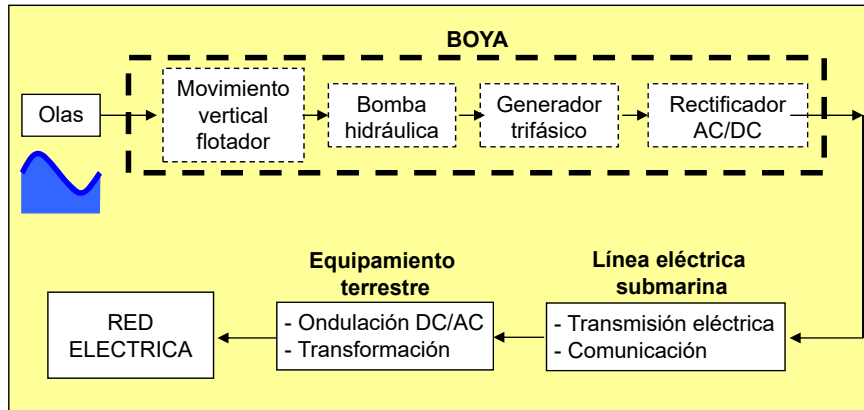 BOYA
Olas
Movimiento
vertical
flotador
Bomba
hidráulica
Generador
trifásico
Rectificador
AC/DC
Línea eléctrica
submarina
- Transmisión eléctrica
- Comunicación
Equipamiento
terrestre
- Ondulación DC/AC
- Transformación
RED
ELECTRICA